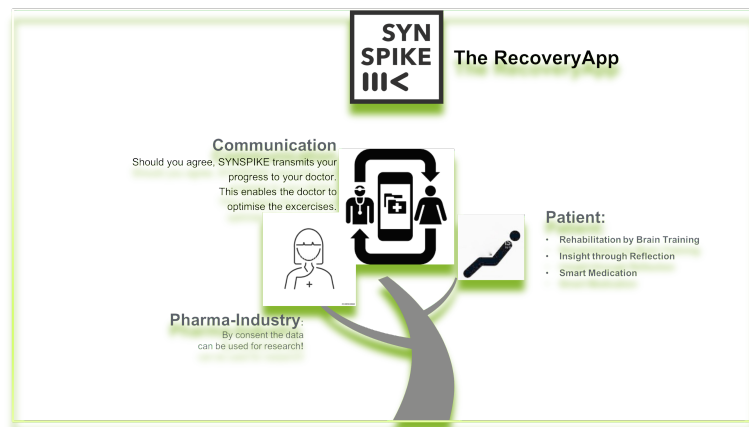 SYN
SPIKE
The RecoveryApp
Communication
Should you agree, SYNSPIKE transmits your
progress to your doctor.
This enables the doctor to
optimise the excercises.
Patient:
• Rehabilitation by Brain Training
• Insight through Reflection
• Smart Medication
Pharma-Industry:
By consent the data
can be used for research!